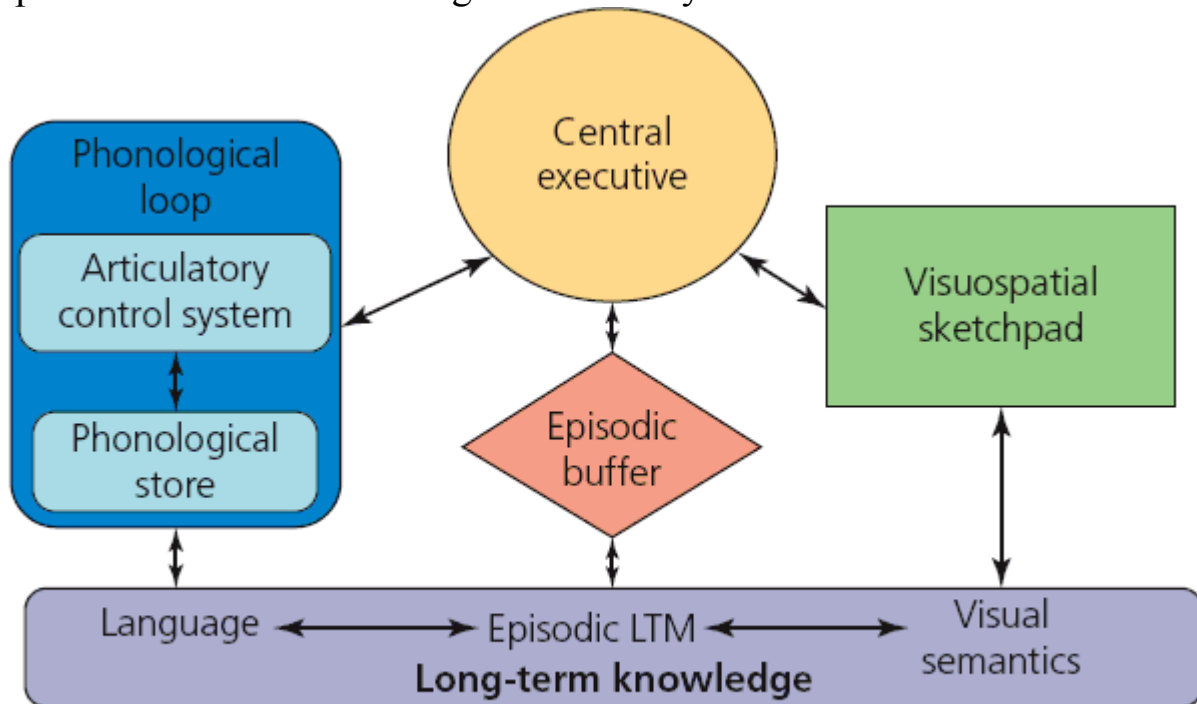 Phonological
loop
Articulatory
control system
Phonological
store
Central
executive
Episodic
buffer
Visuospatial
sketchpad
Language
Episodic LTM
Visual
semantics
Long-term knowledge